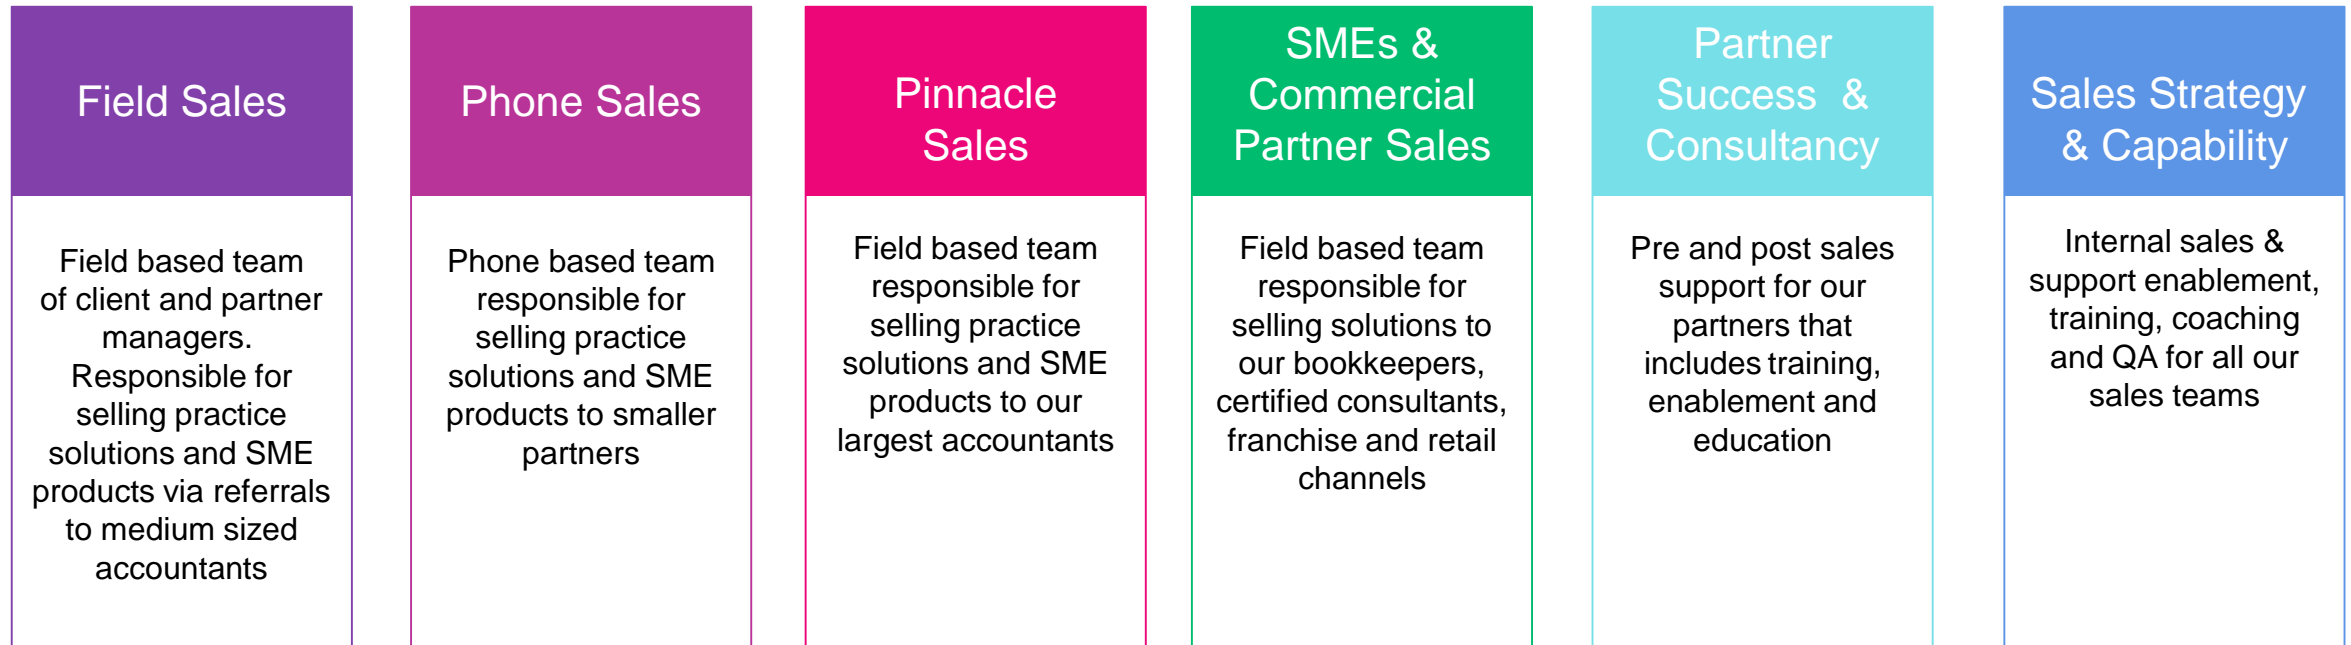 Field Sales
Field based team
of client and partner
managers.
Responsible for
selling practice
solutions and SME
products via referrals
to medium sized
accountants
Phone Sales
Phone based team
responsible for
selling practice
solutions and SME
products to smaller
partners
Pinnacle
Sales
Field based team
responsible for
selling practice
solutions and SME
products to our
largest accountants
SMEs &
Commercial
Partner Sales
Field based team
responsible for
selling solutions to
our bookkeepers,
certified consultants,
franchise and retail
channels
Partner
Success &
Consultancy
Pre and post sales
support for our
partners that
includes training,
enablement and
education
Sales Strategy
& Capability
Internal sales &
support enablement,
training, coaching
and QA for all our
sales teams